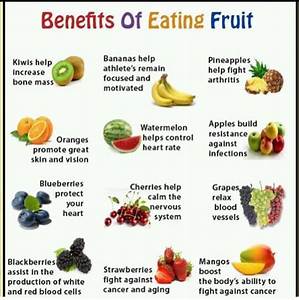 Benefits Of Eating Fruit
Kiwis help
increase
bone mass
Bananas help
athlete's remain
focused and
motivated
Pineapples
help fight
arthritis
Oranges
promote great
skin and vision
Watermelon
helps control
heart rate
Apples build
resistance
against
infections
Blueberries
protect
your
heart
Cherries help
calm the
nervous
system
Grapes
relax
blood
vessels
Blackberries
assist in the
production of white
and red blood cells
Strawberries
fight against
cancer and aging
Mangos
boost
the body's ability to
fight against cancer